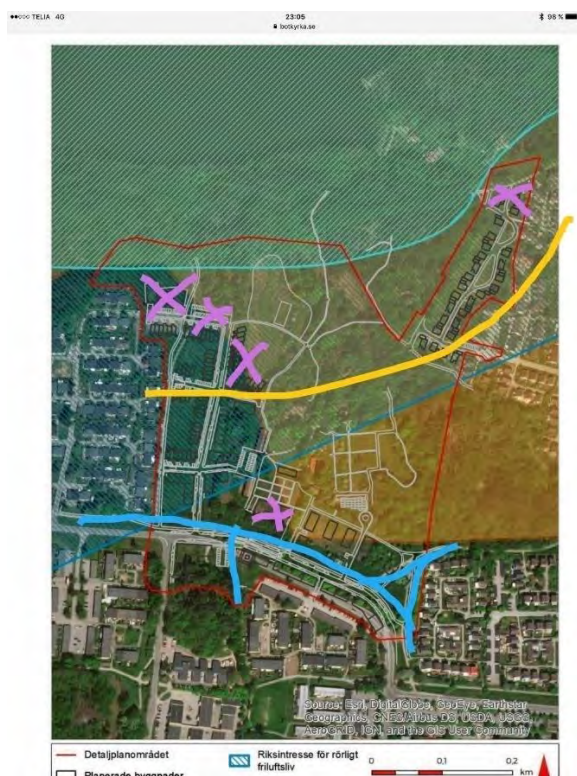 ●●○○○ TELIA 4G 23:05 98 %
botkyrka.se
Source: Esri, DigitalGlobe, GeoEye, Earthstar
Geographics, CNES/Airbus DS, USDA, USGS,
AeroGRID, IGN, and the GIS User Community
Detaljplanområdet
Planerade byggnader
Riksintresse för rörligt
friluftsliv
0 0,1 0,2
km